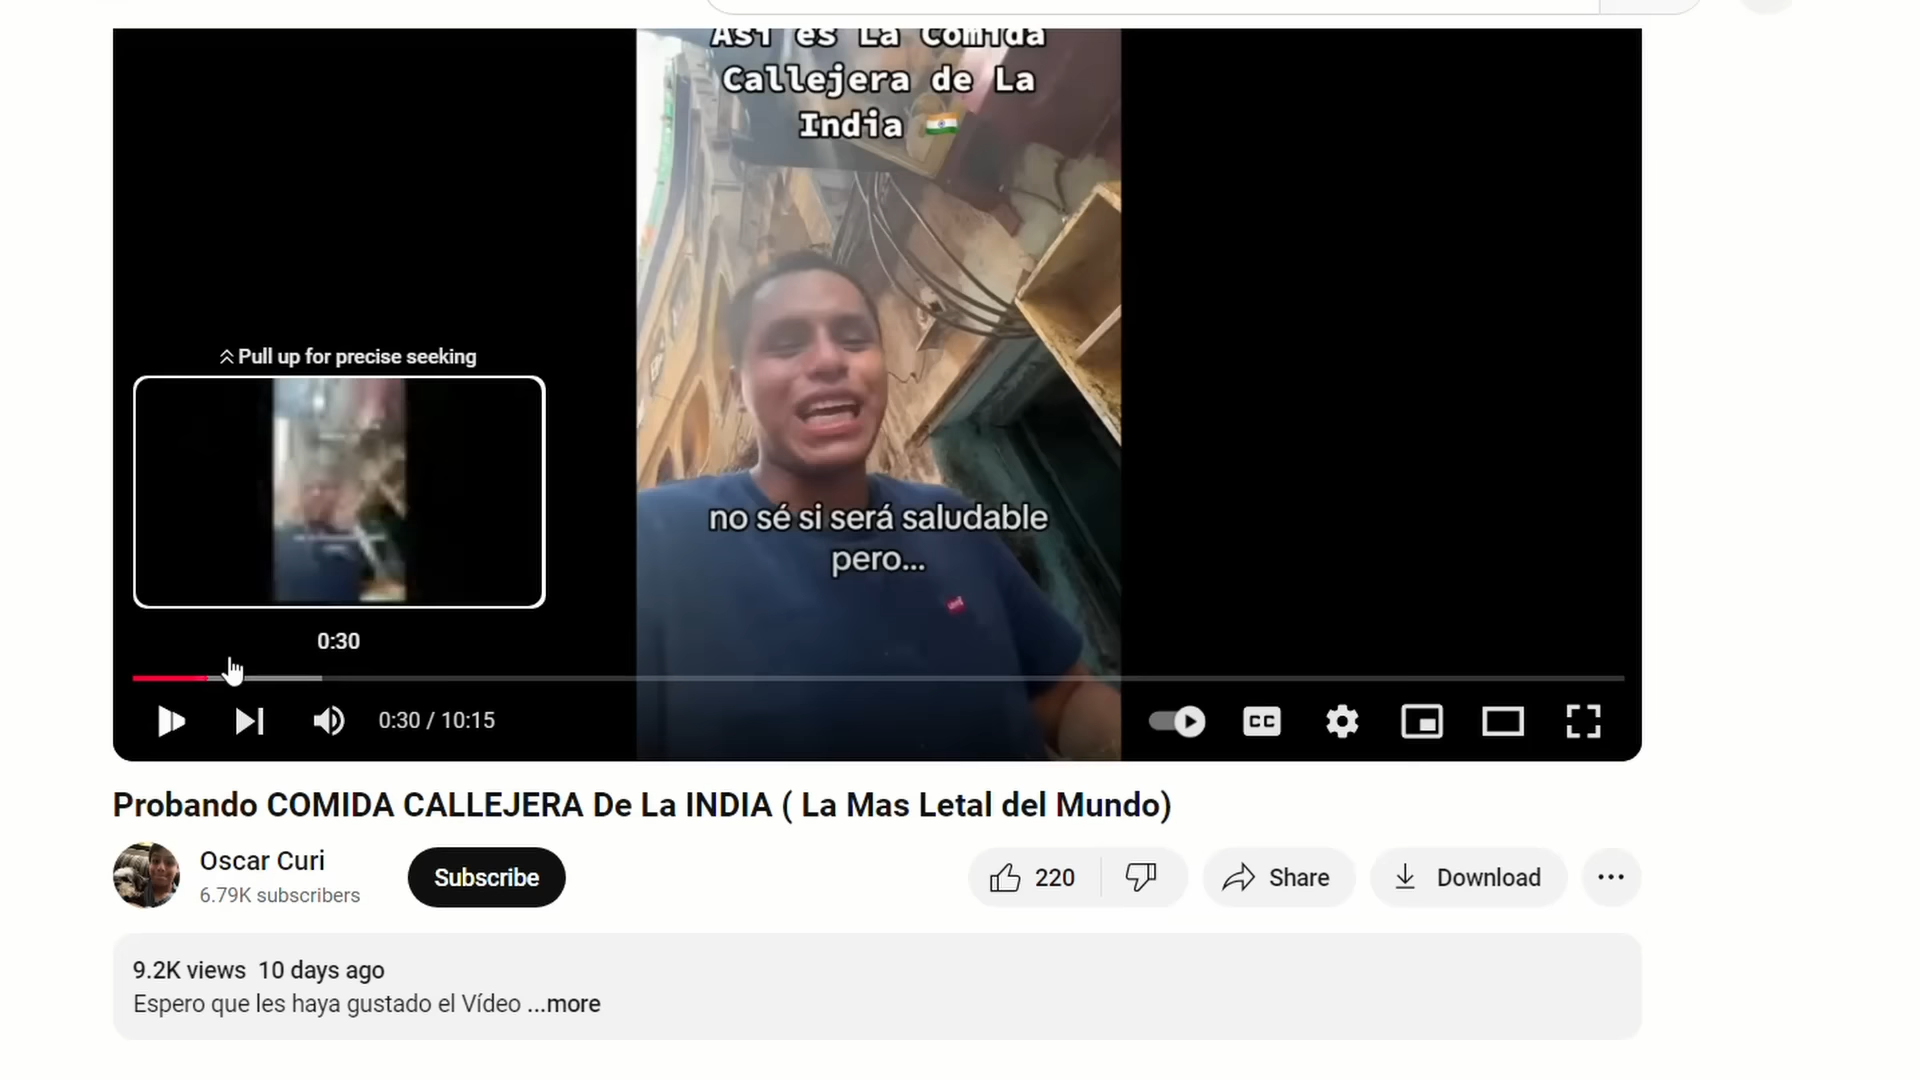 Así es La Comida
Callejera de La
India 🇮🇳
Pull up for precise seeking
no sé si será saludable
pero...
0:30
0:30 / 10:15
CC
Probando COMIDA CALLEJERA De La INDIA ( La Mas Letal del Mundo)
Oscar Curi
6.79K subscribers
Subscribe
220
Share
Download
9.2K views 10 days ago
Espero que les haya gustado el Vídeo ...more